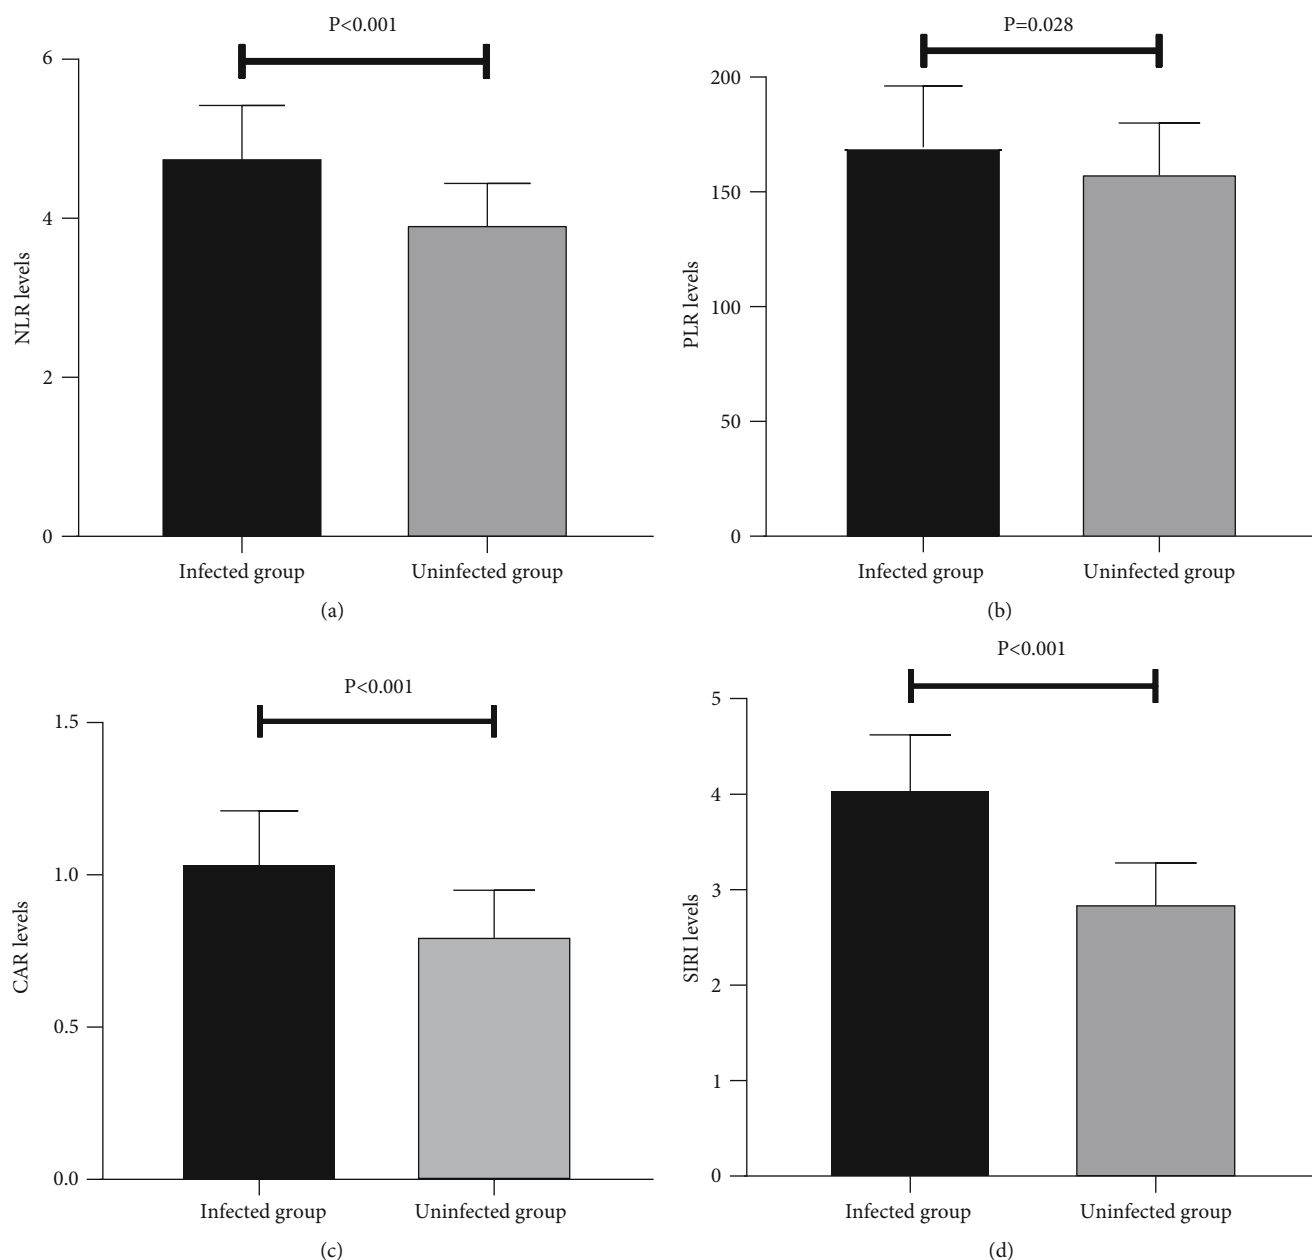 P<0.001
6
4
2
0
NLR levels
Infected group
Uninfected group
(a)
P=0.028
200
150
100
50
0
PLR levels
Infected group
Uninfected group
(b)
P<0.001
1.5
1.0
0.5
0.0
CAR levels
Infected group
Uninfected group
(c)
P<0.001
5
4
3
2
1
0
SIRI levels
Infected group
Uninfected group
(d)